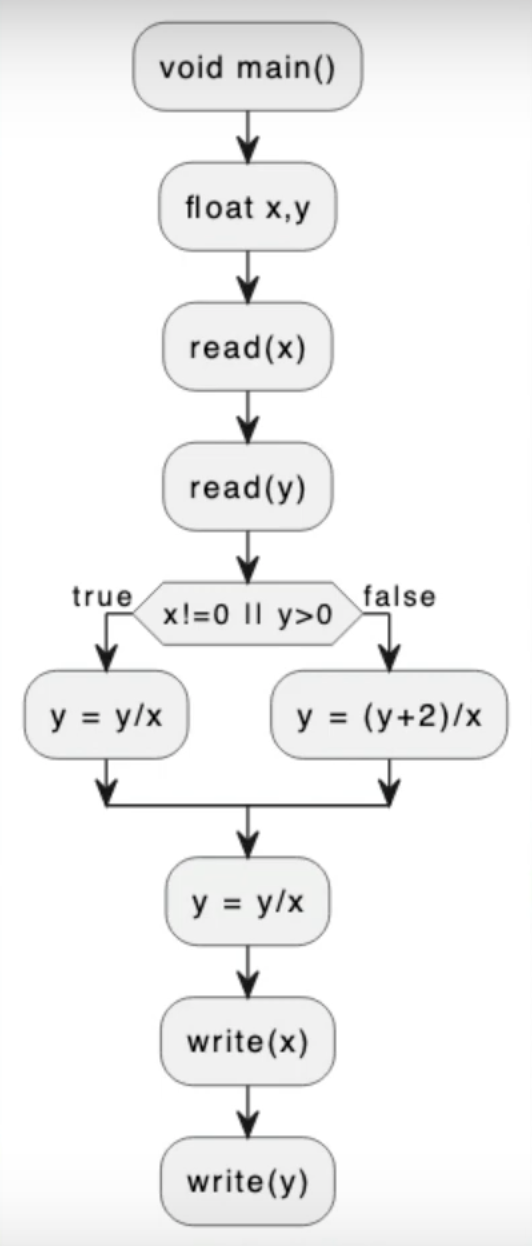 void main()
float x,y
read(x)
read(y)
true
x!=0 || y>0
false
y = y/x
y = (y+2)/x
y = y/x
write(x)
write(y)